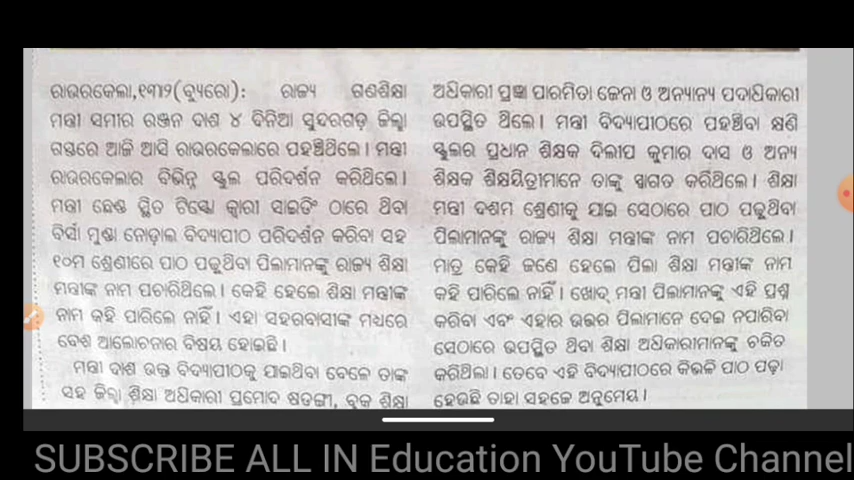 ରାଉରକେଲା,୧୩ା୨(ବ୍ୟୁରୋ): ରାଜ୍ୟ ଗଣଶିକ୍ଷା
ମନ୍ତ୍ରୀ ସମୀର ରଞ୍ଜନ ଦାଶ ୪ ଦିନିଆ ସୁନ୍ଦରଗଡ଼ ଜିଲ୍ଲା
ଗସ୍ତରେ ଆଜି ଆସି ରାଉରକେଲାରେ ପହଞ୍ଚିଥିଲେ। ମନ୍ତ୍ରୀ
ରାଉରକେଲାର ବିଭିନ୍ନ ସ୍କୁଲ ପରିଦର୍ଶନ କରିଥିଲେ।
ମନ୍ତ୍ରୀ ଛେଣ୍ଡ ସ୍ଥିତ ଟିସ୍କୋ କ୍ୱାରୀ ସାଇଡିଂ ଠାରେ ଥିବା
ବିର୍ସା ମୁଣ୍ଡା ନୋଡ଼ାଲ ବିଦ୍ୟାପୀଠ ପରିଦର୍ଶନ କରିବା ସହ
୧୦ମ ଶ୍ରେଣୀରେ ପାଠ ପଢୁଥିବା ପିଲାମାନଙ୍କୁ ରାଜ୍ୟ ଶିକ୍ଷା
ମନ୍ତ୍ରୀଙ୍କ ନାମ ପଚାରିଥିଲେ। କେହି ହେଲେ ଶିକ୍ଷା ମନ୍ତ୍ରୀଙ୍କ
ନାମ କହି ପାରିଲେ ନାହିଁ। ଏହା ସହରବାସୀଙ୍କ ମଧ୍ୟରେ
ବେଶ ଆଲୋଚନାର ବିଷୟ ହୋଇଛି।
ମନ୍ତ୍ରୀ ଦାଶ ଉକ୍ତ ବିଦ୍ୟାପୀଠକୁ ଯାଇଥିବା ବେଳେ ତାଙ୍କ
ସହ ଜିଲ୍ଲା ଶିକ୍ଷା ଅଧିକାରୀ ପ୍ରମୋଦ ଷଡଙ୍ଗୀ, ବ୍ଲକ ଶିକ୍ଷା
ଅଧିକାରୀ ପ୍ରଜ୍ଞା ପାରମିତା ଜେନା ଓ ଅନ୍ୟାନ୍ୟ ପଦାଧିକାରୀ
ଉପସ୍ଥିତ ଥିଲେ। ମନ୍ତ୍ରୀ ବିଦ୍ୟାପୀଠରେ ପହଞ୍ଚିବା କ୍ଷଣି
ସ୍କୁଲର ପ୍ରଧାନ ଶିକ୍ଷକ ଦିଲୀପ କୁମାର ଦାସ ଓ ଅନ୍ୟ
ଶିକ୍ଷକ ଶିକ୍ଷୟିତ୍ରୀମାନେ ତାଙ୍କୁ ସ୍ୱାଗତ କରିଥିଲେ। ଶିକ୍ଷା
ମନ୍ତ୍ରୀ ଦଶମ ଶ୍ରେଣୀକୁ ଯାଇ ସେଠାରେ ପାଠ ପଢୁଥିବା
ପିଲାମାନଙ୍କୁ ରାଜ୍ୟ ଶିକ୍ଷା ମନ୍ତ୍ରୀଙ୍କ ନାମ ପଚାରିଥିଲେ।
ମାତ୍ର କେହି ଜଣେ ହେଲେ ପିଲା ଶିକ୍ଷା ମନ୍ତ୍ରୀଙ୍କ ନାମ
କହି ପାରିଲେ ନାହିଁ। ଖୋଦ୍ ମନ୍ତ୍ରୀ ପିଲାମାନଙ୍କୁ ଏହି ପ୍ରଶ୍ନ
କରିବା ଏବଂ ଏହାର ଉତ୍ତର ପିଲାମାନେ ଦେଇ ନପାରିବା
ସେଠାରେ ଉପସ୍ଥିତ ଥିବା ଶିକ୍ଷା ଅଧିକାରୀମାନଙ୍କୁ ଚକିତ
କରିଥିଲା। ତେବେ ଏହି ବିଦ୍ୟାପୀଠରେ କିଭଳି ପାଠ ପଢ଼ା
ହେଉଛି ତାହା ସହଜେ ଅନୁମେୟ।
SUBSCRIBE ALL IN Education YouTube Channel